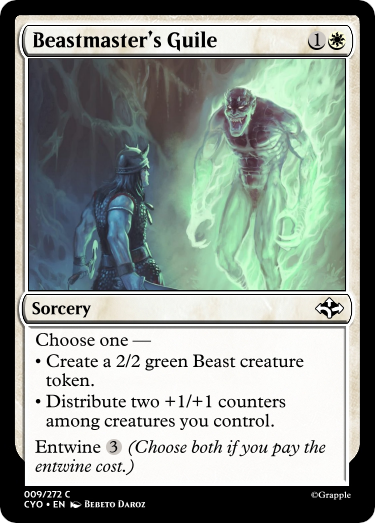 Beastmaster's Guile 1
Sorcery
Choose one —
• Create a 2/2 green Beast creature
token.
• Distribute two +1/+1 counters
among creatures you control.
Entwine 3 (Choose both if you pay the
entwine cost.)
009/272 C
CYO • EN Bebeto Daroz
©Grapple